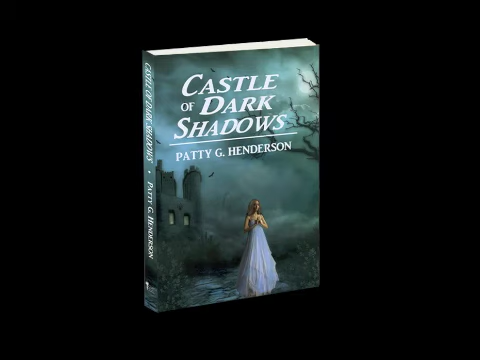 CASTLE
OF DARK
SHADOWS
PATTY G. HENDERSON
CASTLE OF DARK SHADOWS • PATTY G. HENDERSON